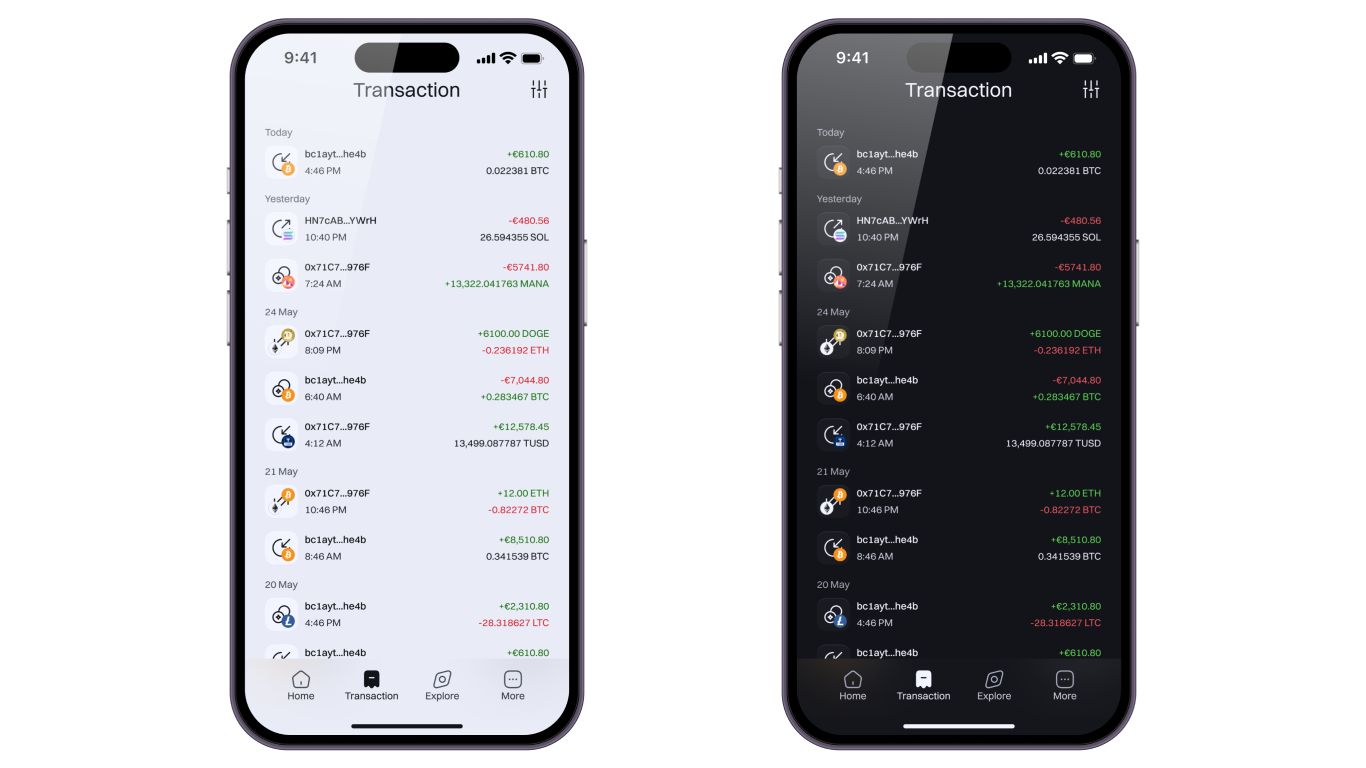 9:41
Transaction
Today
bc1ayt...he4b +€610.80
4:46 PM 0.022381 BTC
Yesterday
HN7cAB...YWrH -€480.56
10:40 PM 26.594355 SOL
0x71C7...976F -€5741.80
7:24 AM +13,322.041763 MANA
24 May
0x71C7...976F +6100.00 DOGE
8:09 PM -0.236192 ETH
bc1ayt...he4b -€7,044.80
6:40 AM +0.283467 BTC
0x71C7...976F +€12,578.45
4:12 AM 13,499.087787 TUSD
21 May
0x71C7...976F +12.00 ETH
10:46 PM -0.82272 BTC
bc1ayt...he4b +€8,510.80
8:46 AM 0.341539 BTC
20 May
bc1ayt...he4b +€2,310.80
4:46 PM -28.318627 LTC
bc1ayt...he4b +€610.80
Home Transaction Explore More
9:41
Transaction
Today
bc1ayt...he4b +€610.80
4:46 PM 0.022381 BTC
Yesterday
HN7cAB...YWrH -€480.56
10:40 PM 26.594355 SOL
0x71C7...976F -€5741.80
7:24 AM +13,322.041763 MANA
24 May
0x71C7...976F +6100.00 DOGE
8:09 PM -0.236192 ETH
bc1ayt...he4b -€7,044.80
6:40 AM +0.283467 BTC
0x71C7...976F +€12,578.45
4:12 AM 13,499.087787 TUSD
21 May
0x71C7...976F +12.00 ETH
10:46 PM -0.82272 BTC
bc1ayt...he4b +€8,510.80
8:46 AM 0.341539 BTC
20 May
bc1ayt...he4b +€2,310.80
4:46 PM -28.318627 LTC
bc1ayt...he4b +€610.80
Home Transaction Explore More